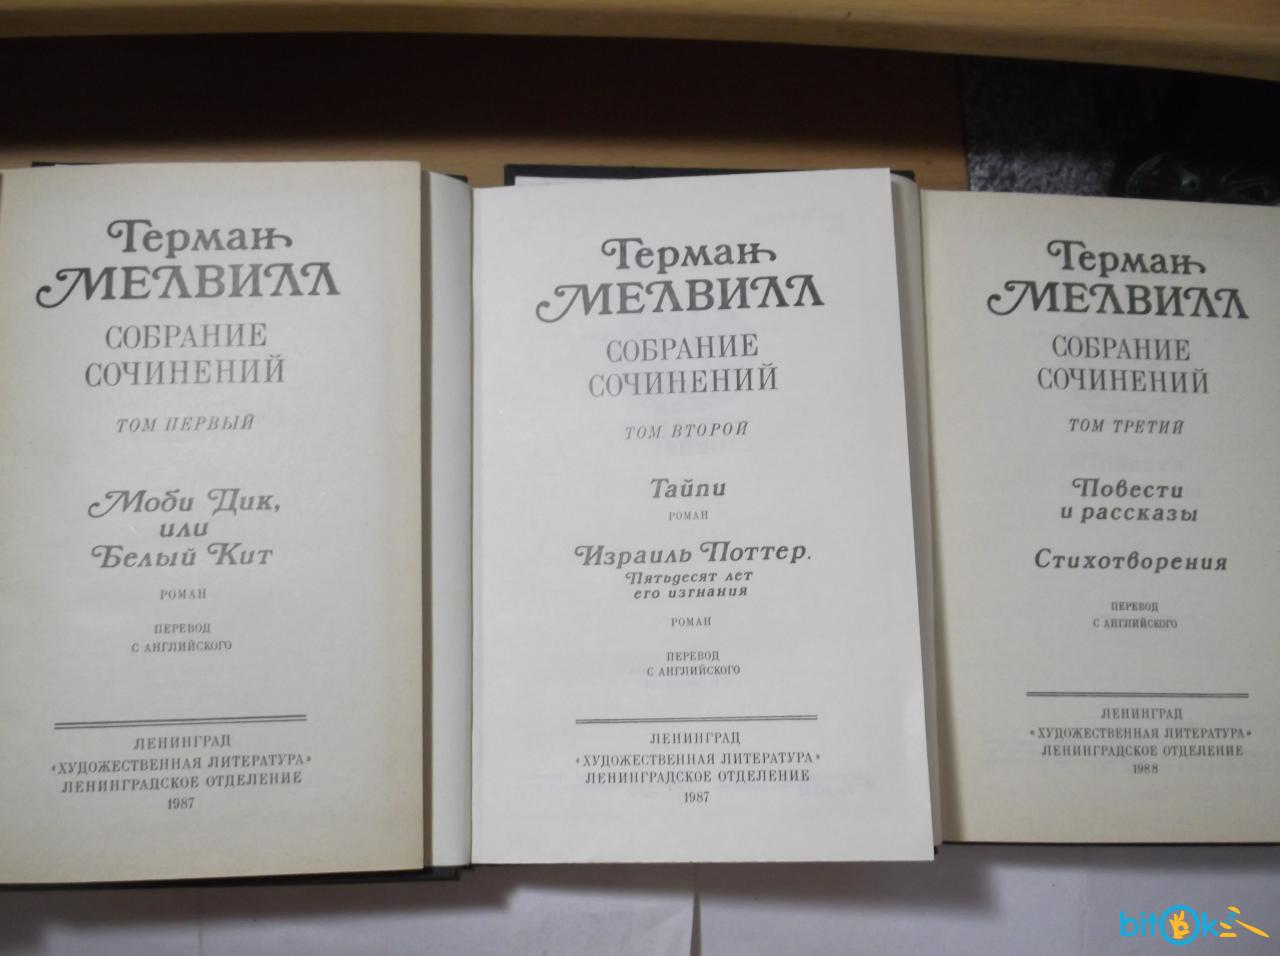 Герман
МЕЛВИЛЛ
СОБРАНИЕ
СОЧИНЕНИЙ
ТОМ ПЕРВЫЙ
Моби Дик,
или
Белый Кит
РОМАН
ПЕРЕВОД
С АНГЛИЙСКОГО
ЛЕНИНГРАД
«ХУДОЖЕСТВЕННАЯ ЛИТЕРАТУРА»
ЛЕНИНГРАДСКОЕ ОТДЕЛЕНИЕ
1987
Герман
МЕЛВИЛЛ
СОБРАНИЕ
СОЧИНЕНИЙ
ТОМ ВТОРОЙ
Тайпи
РОМАН
Израиль Поттер.
Пятьдесят лет
его изгнания
РОМАН
ПЕРЕВОД
С АНГЛИЙСКОГО
ЛЕНИНГРАД
«ХУДОЖЕСТВЕННАЯ ЛИТЕРАТУРА»
ЛЕНИНГРАДСКОЕ ОТДЕЛЕНИЕ
1987
Герман
МЕЛВИЛЛ
СОБРАНИЕ
СОЧИНЕНИЙ
ТОМ ТРЕТИЙ
Повести
и рассказы
Стихотворения
ПЕРЕВОД
С АНГЛИЙСКОГО
ЛЕНИНГРАД
«ХУДОЖЕСТВЕННАЯ ЛИТЕРАТУРА»
ЛЕНИНГРАДСКОЕ ОТДЕЛЕНИЕ
1988
bitOk